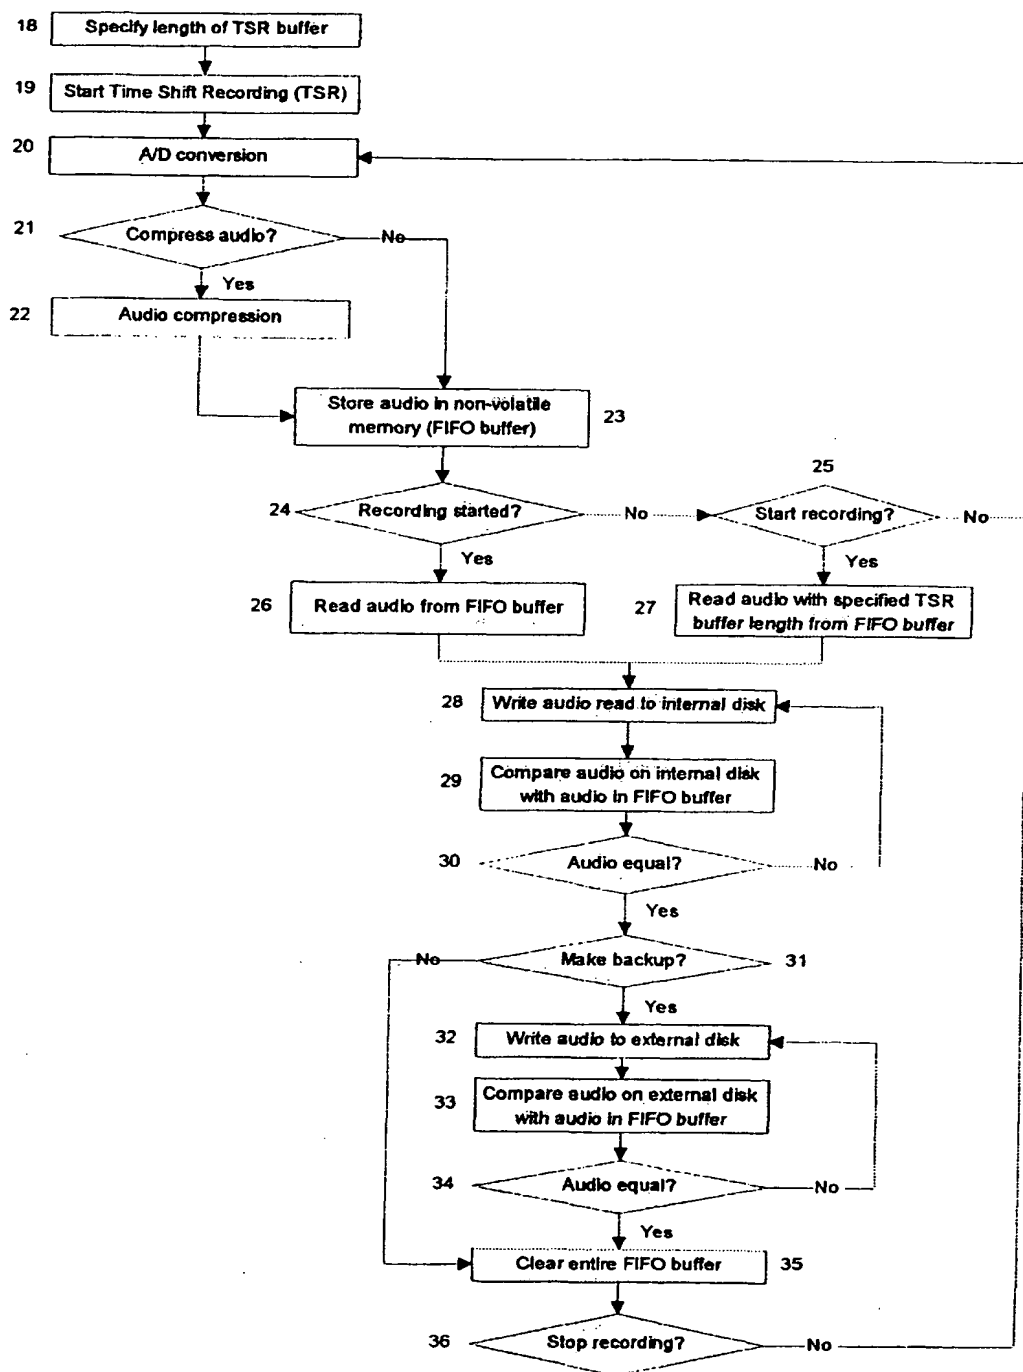 18 Specify length of TSR buffer
19 Start Time Shift Recording (TSR)
20 A/D conversion
21 Compress audio? No
Yes
22 Audio compression
Store audio in non-volatile
memory (FIFO buffer)
23
25
24 Recording started? No Start recording? No
Yes Yes
26 Read audio from FIFO buffer
27 Read audio with specified TSR
buffer length from FIFO buffer
28 Write audio read to internal disk
29 Compare audio on internal disk
with audio in FIFO buffer
30 Audio equal? No
Yes
No Make backup? 31
Yes
32 Write audio to external disk
33 Compare audio on external disk
with audio in FIFO buffer
34 Audio equal? No
Yes
Clear entire FIFO buffer 35
36 Stop recording? No